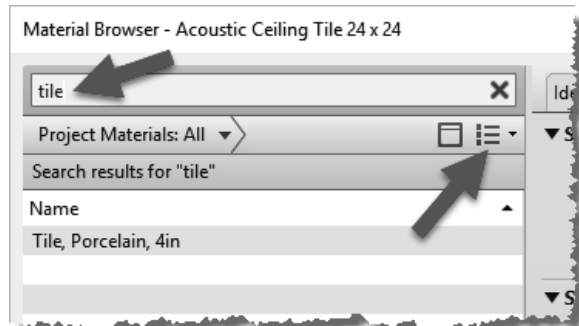 Material Browser - Acoustic Ceiling Tile 24 x 24
tile
Ide
Project Materials: All
Search results for "tile"
Name
Tile, Porcelain, 4in